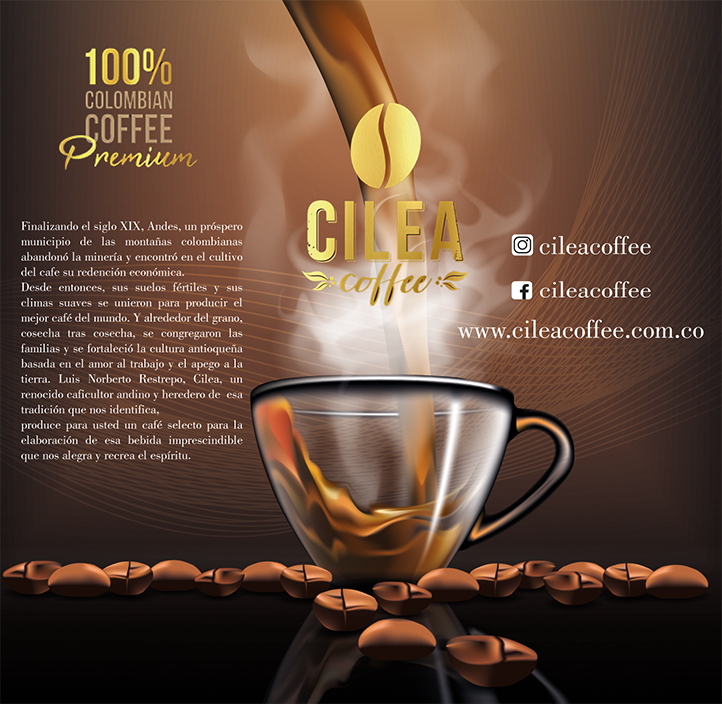 100%
COLOMBIAN
COFFEE
Premium
CILEA
coffee
Finalizando el siglo XIX, Andes, un próspero
municipio de las montañas colombianas
abandonó la minería y encontró en el cultivo
del cafe su redención económica.
Desde entonces, sus suelos fértiles y sus
climas suaves se unieron para producir el
mejor café del mundo. Y alrededor del grano,
cosecha tras cosecha, se congregaron las
familias y se fortaleció la cultura antioqueña
basada en el amor al trabajo y el apego a la
tierra. Luis Norberto Restrepo, Cilea, un
renocido caficultor andino y heredero de esa
tradición que nos identifica,
produce para usted un café selecto para la
elaboración de esa bebida imprescindible
que nos alegra y recrea el espíritu.
cileacoffee
cileacoffee
www.cileacoffee.com.co